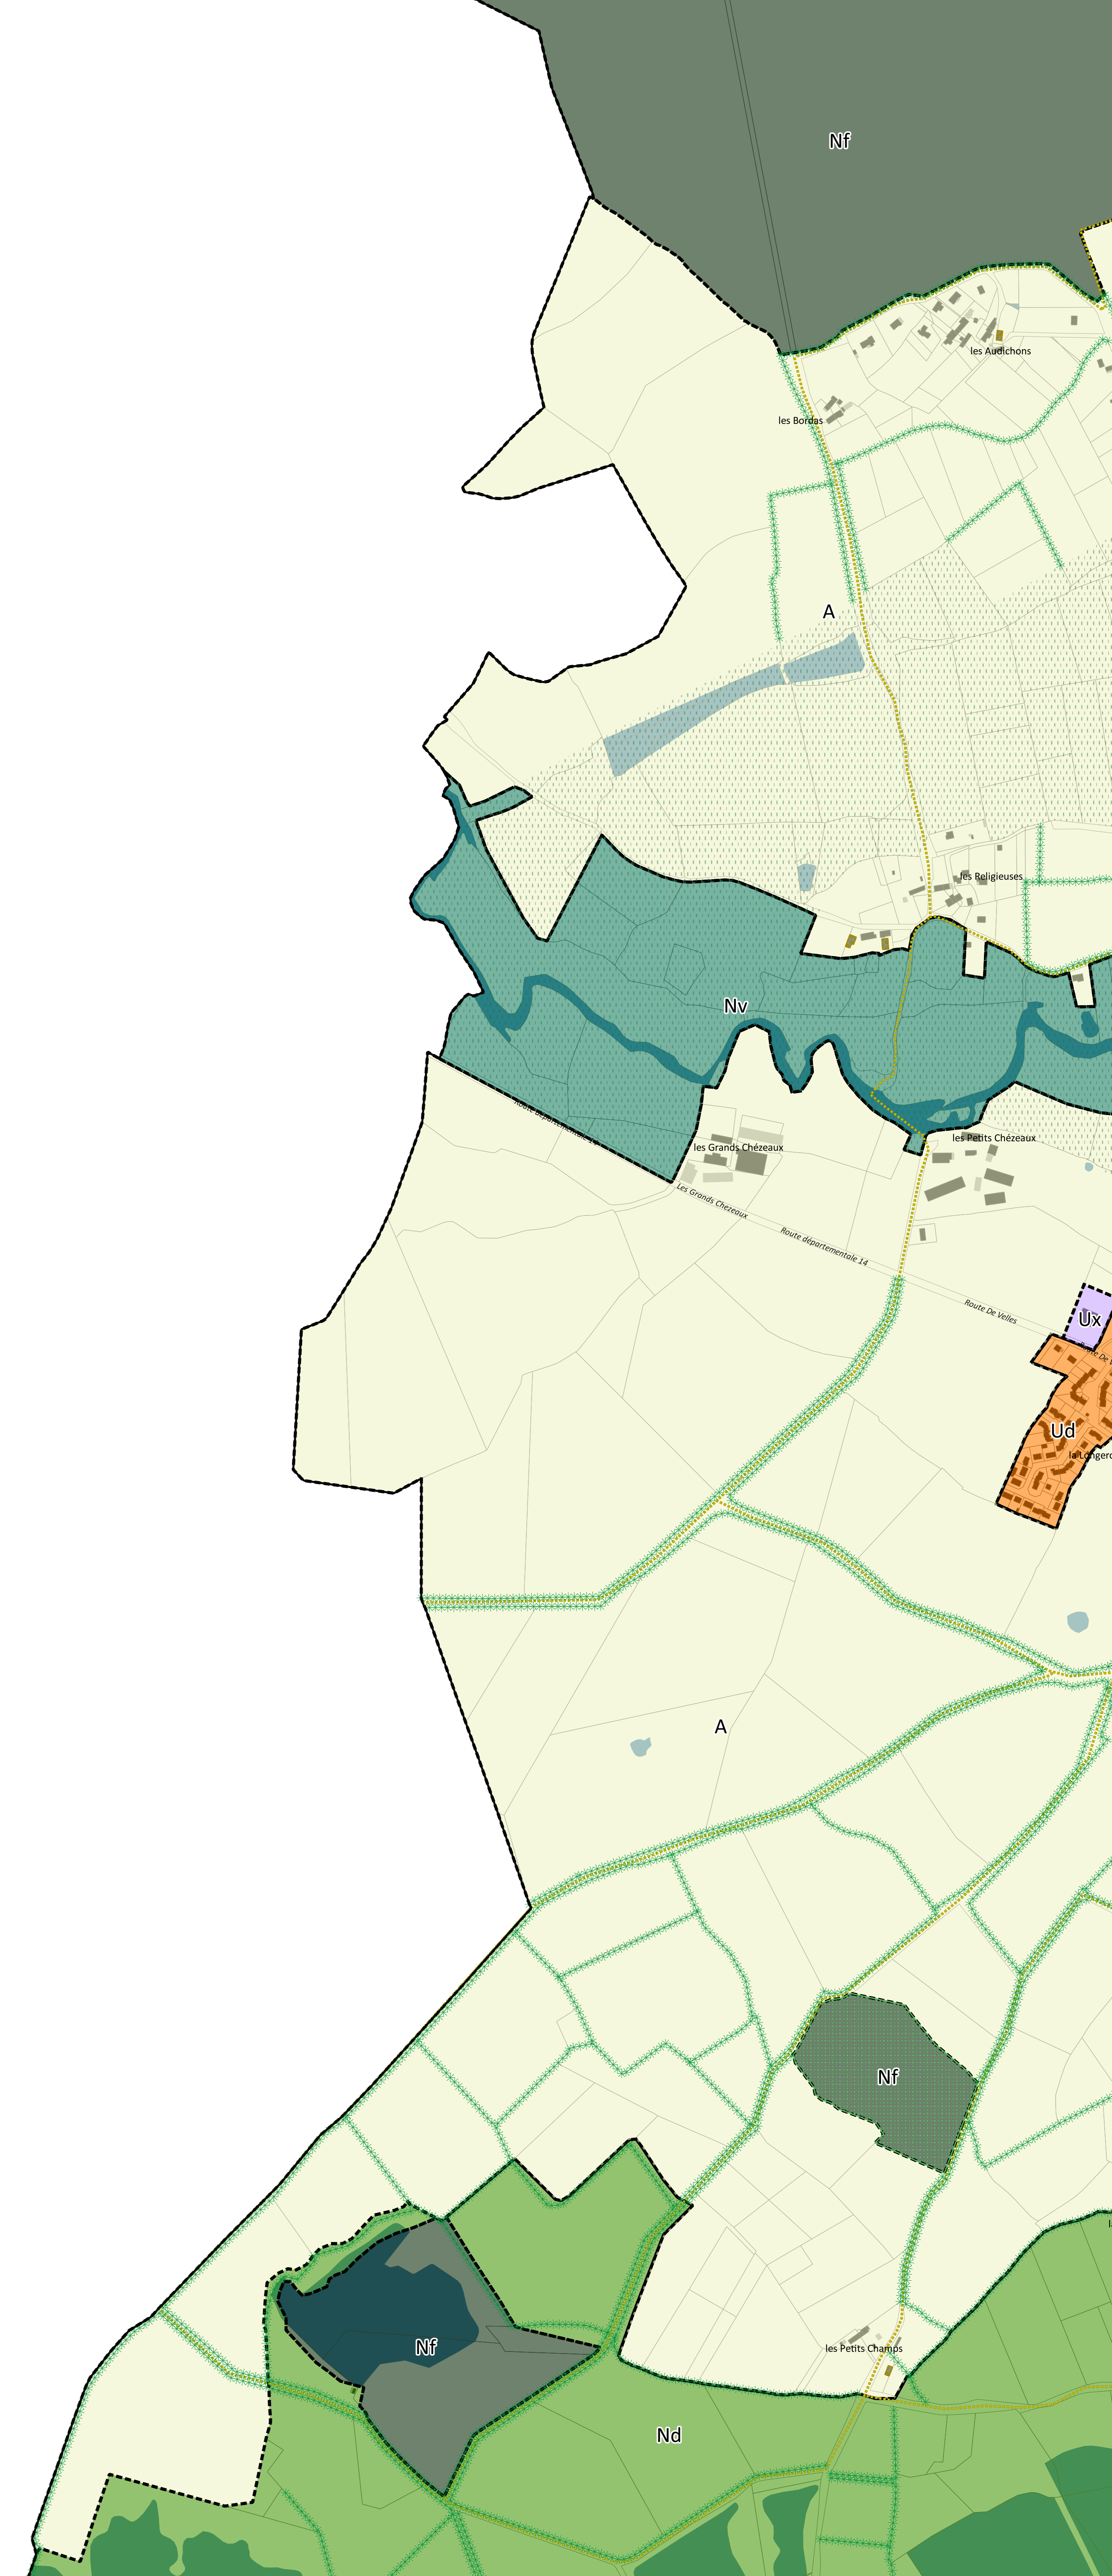 Nf
les Audichons
les Bordas
A
les Religieuses
Nv
les Petits Chézeaux
les Grands Chézeaux
Les Grands Chezeaux
Route départementale 14
Route De Velles
Ux
Ud
A
Nf
Nf
les Petits Champs
Nd